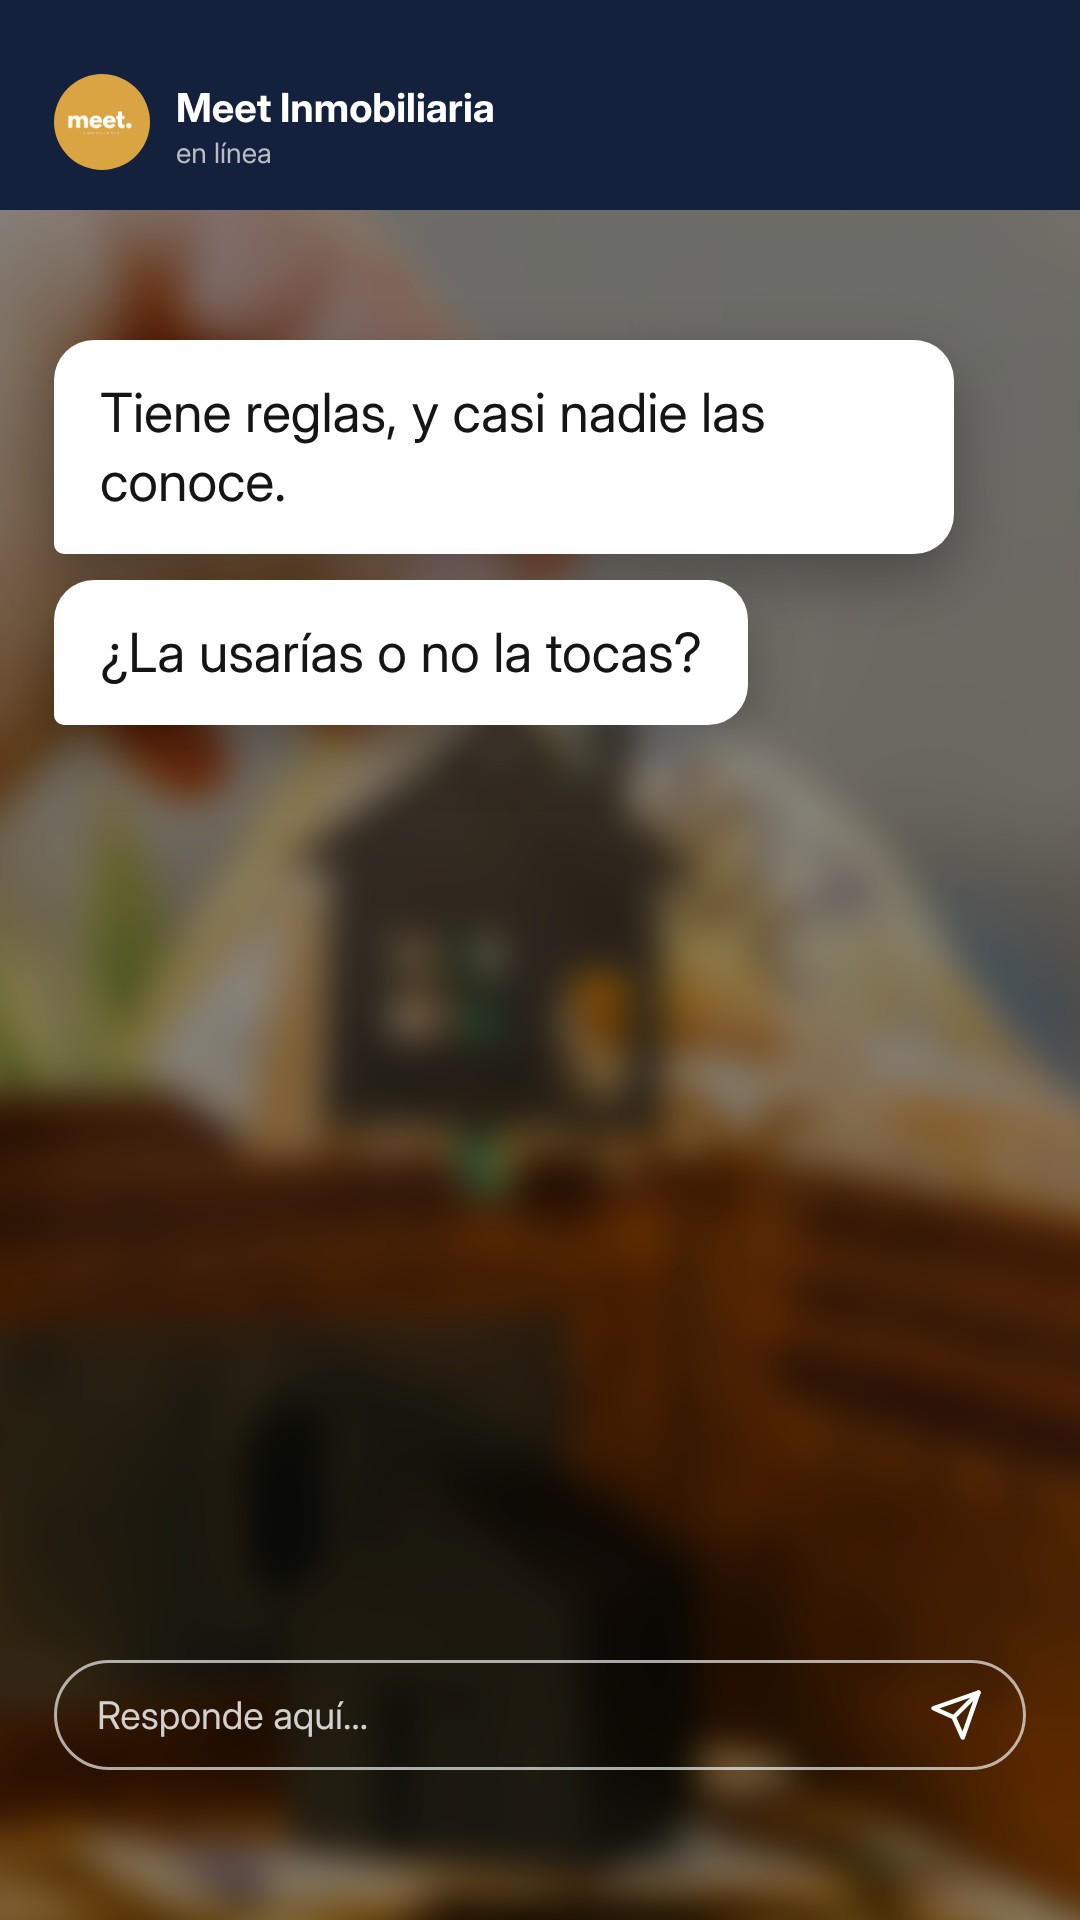 meet.
Meet Inmobiliaria
en línea
Tiene reglas, y casi nadie las
conoce.
¿La usarías o no la tocas?
Responde aquí...